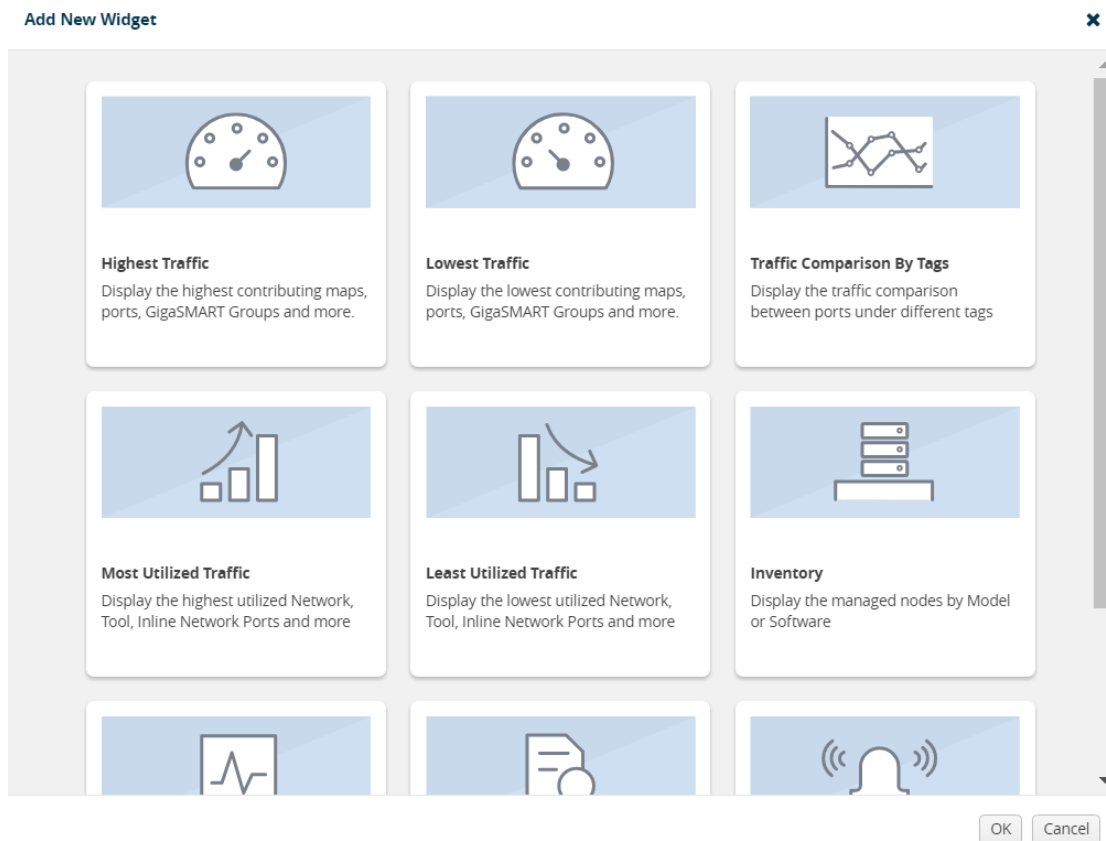 Add New Widget
Highest Traffic
Display the highest contributing maps,
ports, GigaSMART Groups and more.
Lowest Traffic
Display the lowest contributing maps,
ports, GigaSMART Groups and more.
Traffic Comparison By Tags
Display the traffic comparison
between ports under different tags
Most Utilized Traffic
Display the highest utilized Network,
Tool, Inline Network Ports and more
Least Utilized Traffic
Display the lowest utilized Network,
Tool, Inline Network Ports and more
Inventory
Display the managed nodes by Model
or Software
OK
Cancel